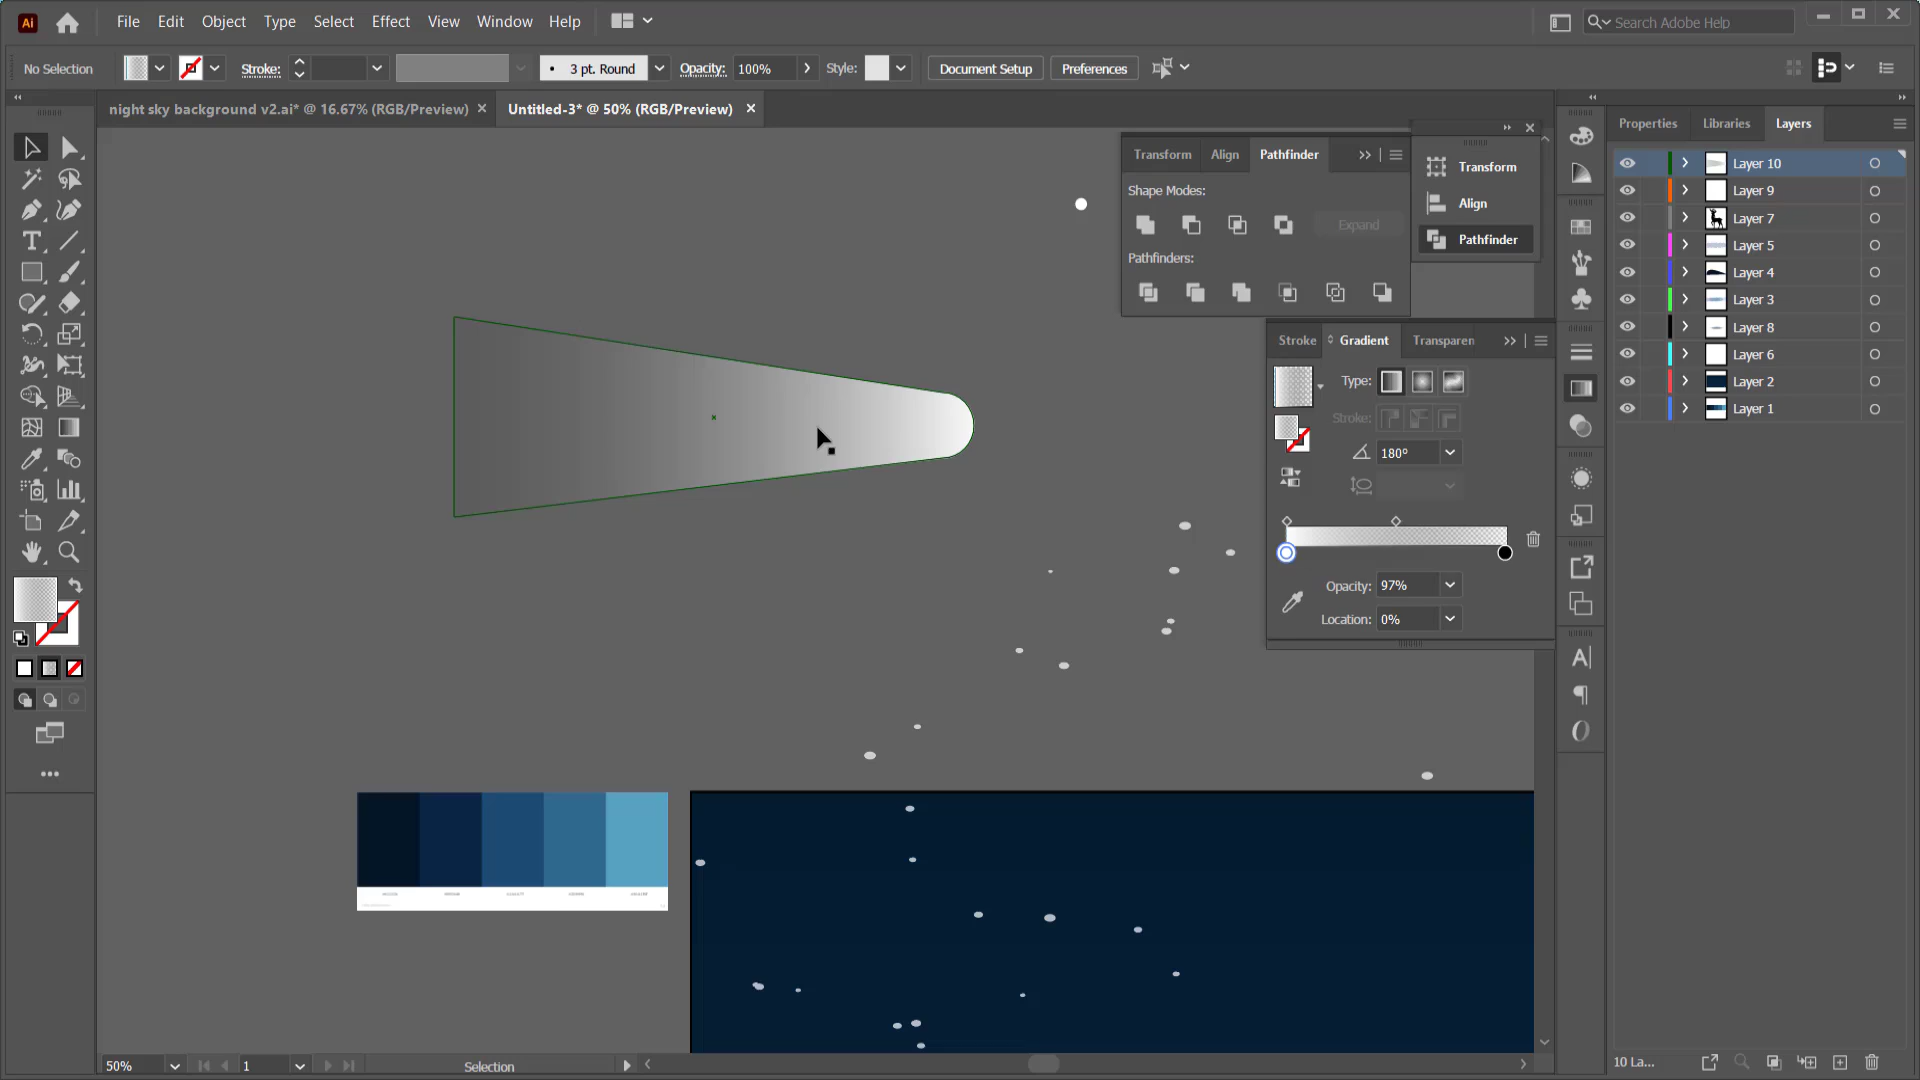 Ai File Edit Object Type Select Effect View Window Help Search Adobe Help
No Selection Stroke: 3 pt. Round Opacity: 100% Style: Document Setup Preferences
night sky background v2.ai* @ 16.67% (RGB/Preview) Untitled-3* @ 50% (RGB/Preview)
Properties Libraries Layers
Transform Align Pathfinder
Shape Modes:
Expand
Pathfinders:
Transform
Align
Pathfinder
Stroke Gradient Transparen
Type:
Stroke:
180°
Opacity: 97%
Location: 0%
Layer 10
Layer 9
Layer 7
Layer 5
Layer 4
Layer 3
Layer 8
Layer 6
Layer 2
Layer 1
50% 1 Selection
10 La...